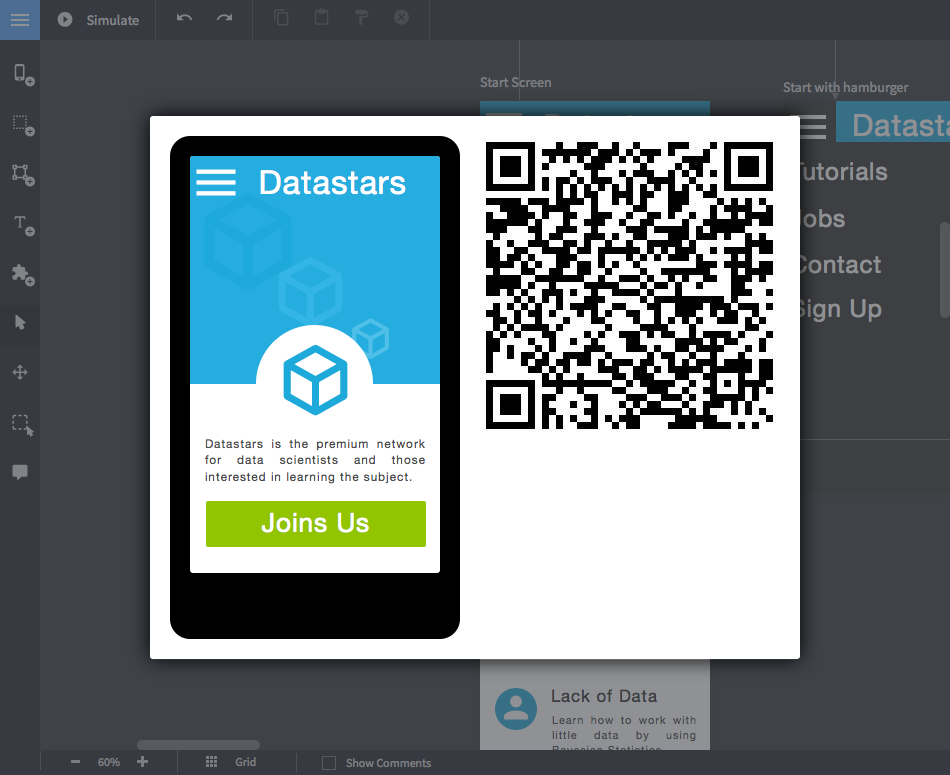 Simulate
Start Screen
Start with hamburger
Datastars
Tutorials
Jobs
Contact
Sign Up
Datastars
Datastars is the premium network
for data scientists and those
interested in learning the subject.
Joins Us
Lack of Data
Learn how to work with
little data by using
60%
Grid
Show Comments